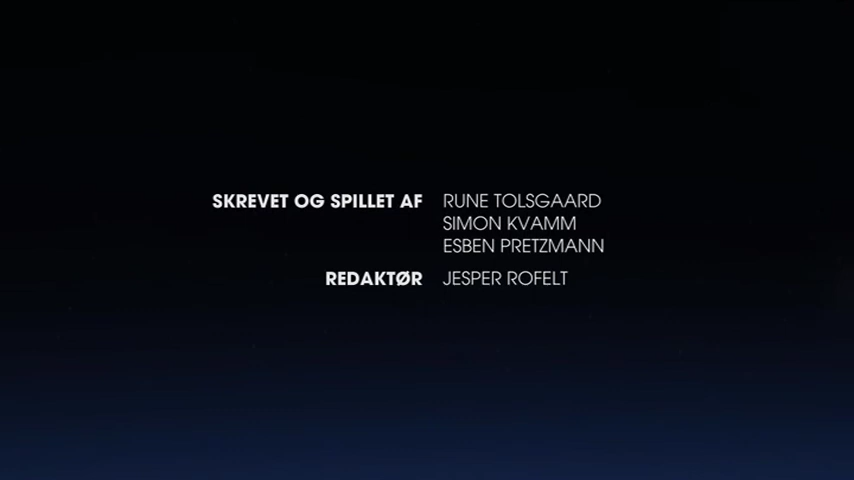 SKREVET OG SPILLET AF RUNE TOLSGAARD
SIMON KVAMM
ESBEN PRETZMANN
REDAKTØR JESPER ROFELT